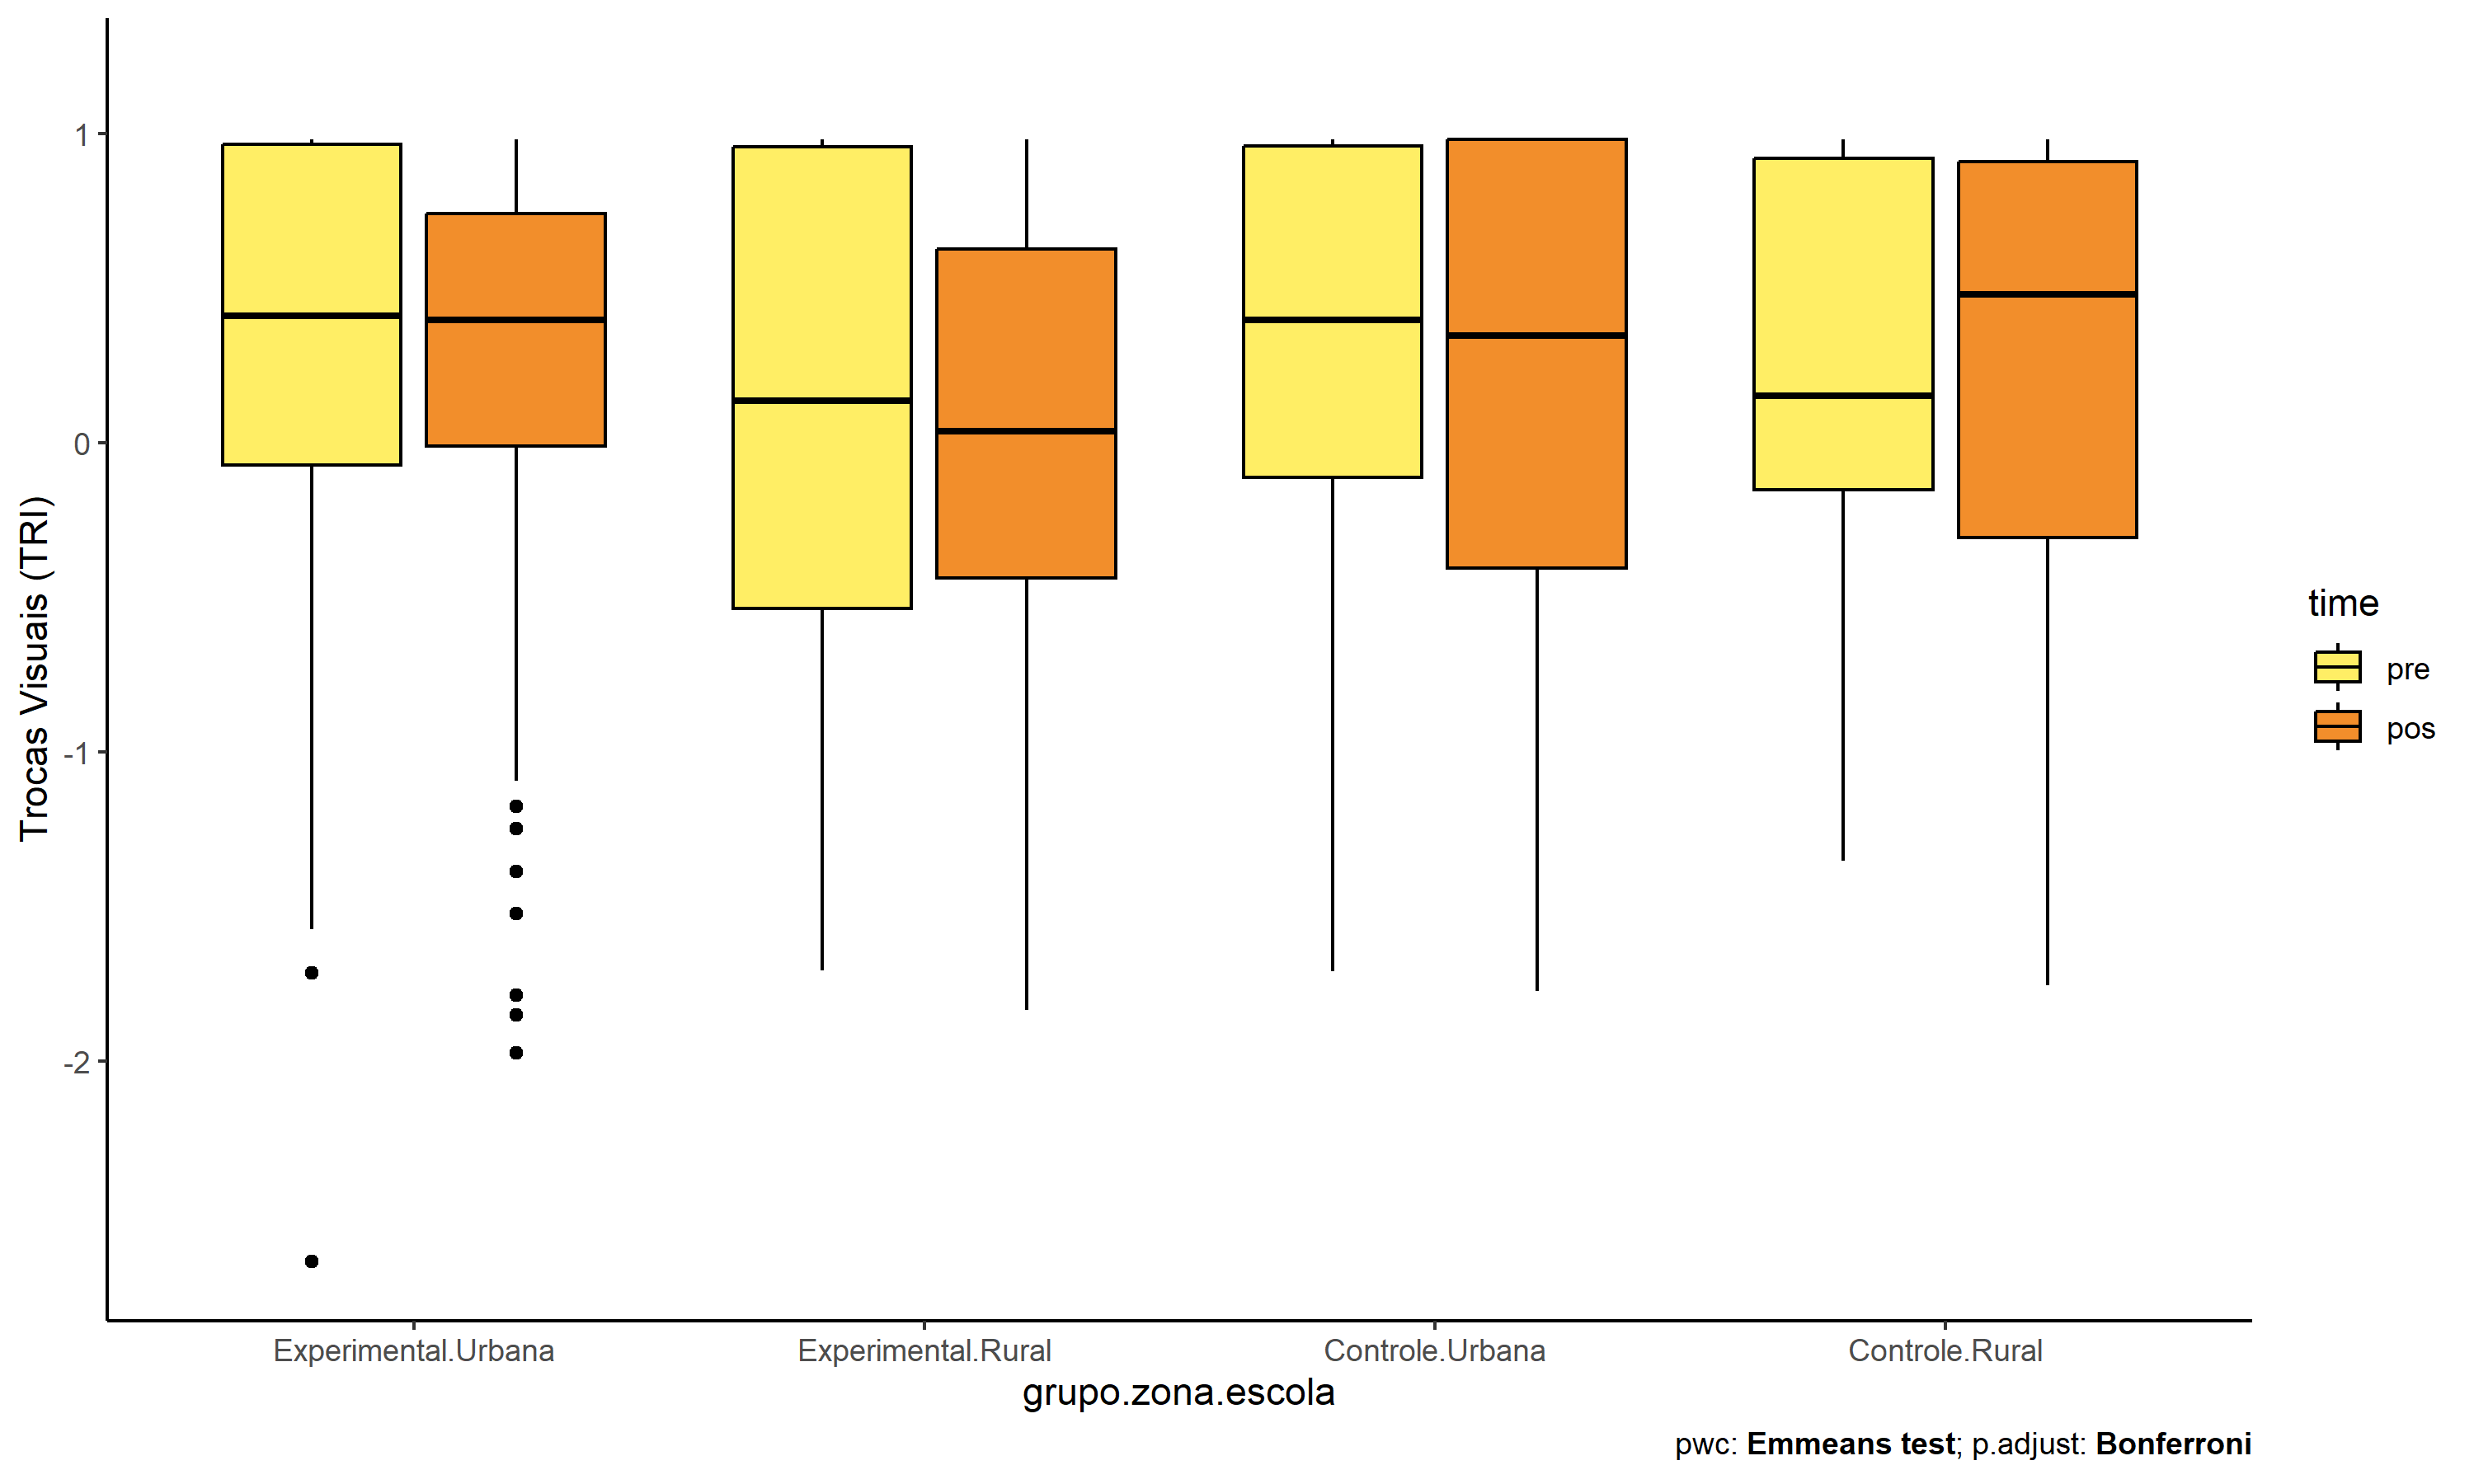 Trocas Visuais (TRI)
1
0
-1
-2
Experimental.Urbana
Experimental.Rural
Controle.Urbana
Controle.Rural
grupo.zona.escola
time
pre
pos
pwc: Emmeans test; p.adjust: Bonferroni